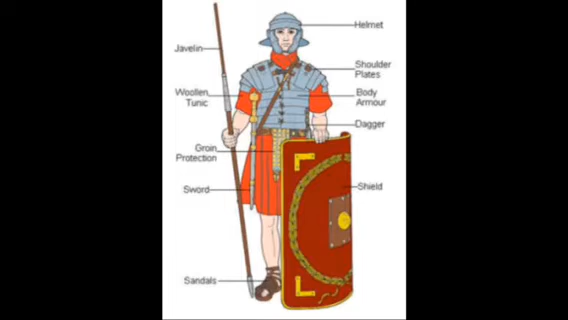 Helmet
Javelin
Shoulder
Plates
Woollen
Tunic
Body
Armour
Dagger
Groin
Protection
Sword
Shield
Sandals